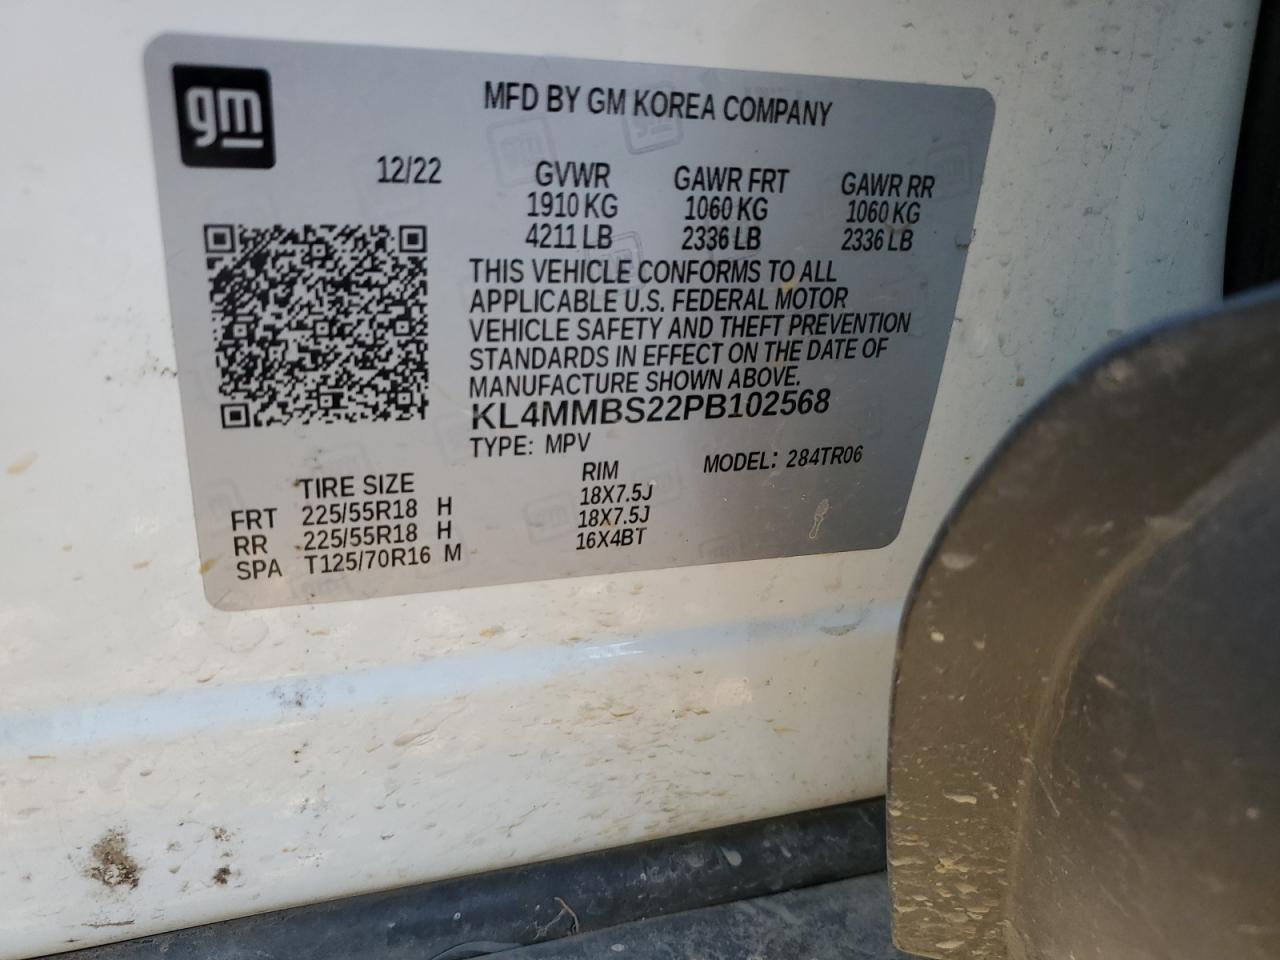 gm
MFD BY GM KOREA COMPANY
12/22 GVWR GAWR FRT GAWR RR
1910 KG 1060 KG 1060 KG
4211 LB 2336 LB 2336 LB
THIS VEHICLE CONFORMS TO ALL
APPLICABLE U.S. FEDERAL MOTOR
VEHICLE SAFETY AND THEFT PREVENTION
STANDARDS IN EFFECT ON THE DATE OF
MANUFACTURE SHOWN ABOVE.
KL4MMBS22PB102568
TYPE: MPV MODEL: 284TR06
TIRE SIZE RIM
FRT 225/55R18 H 18X7.5J
RR 225/55R18 H 18X7.5J
SPA T125/70R16 M 16X4BT